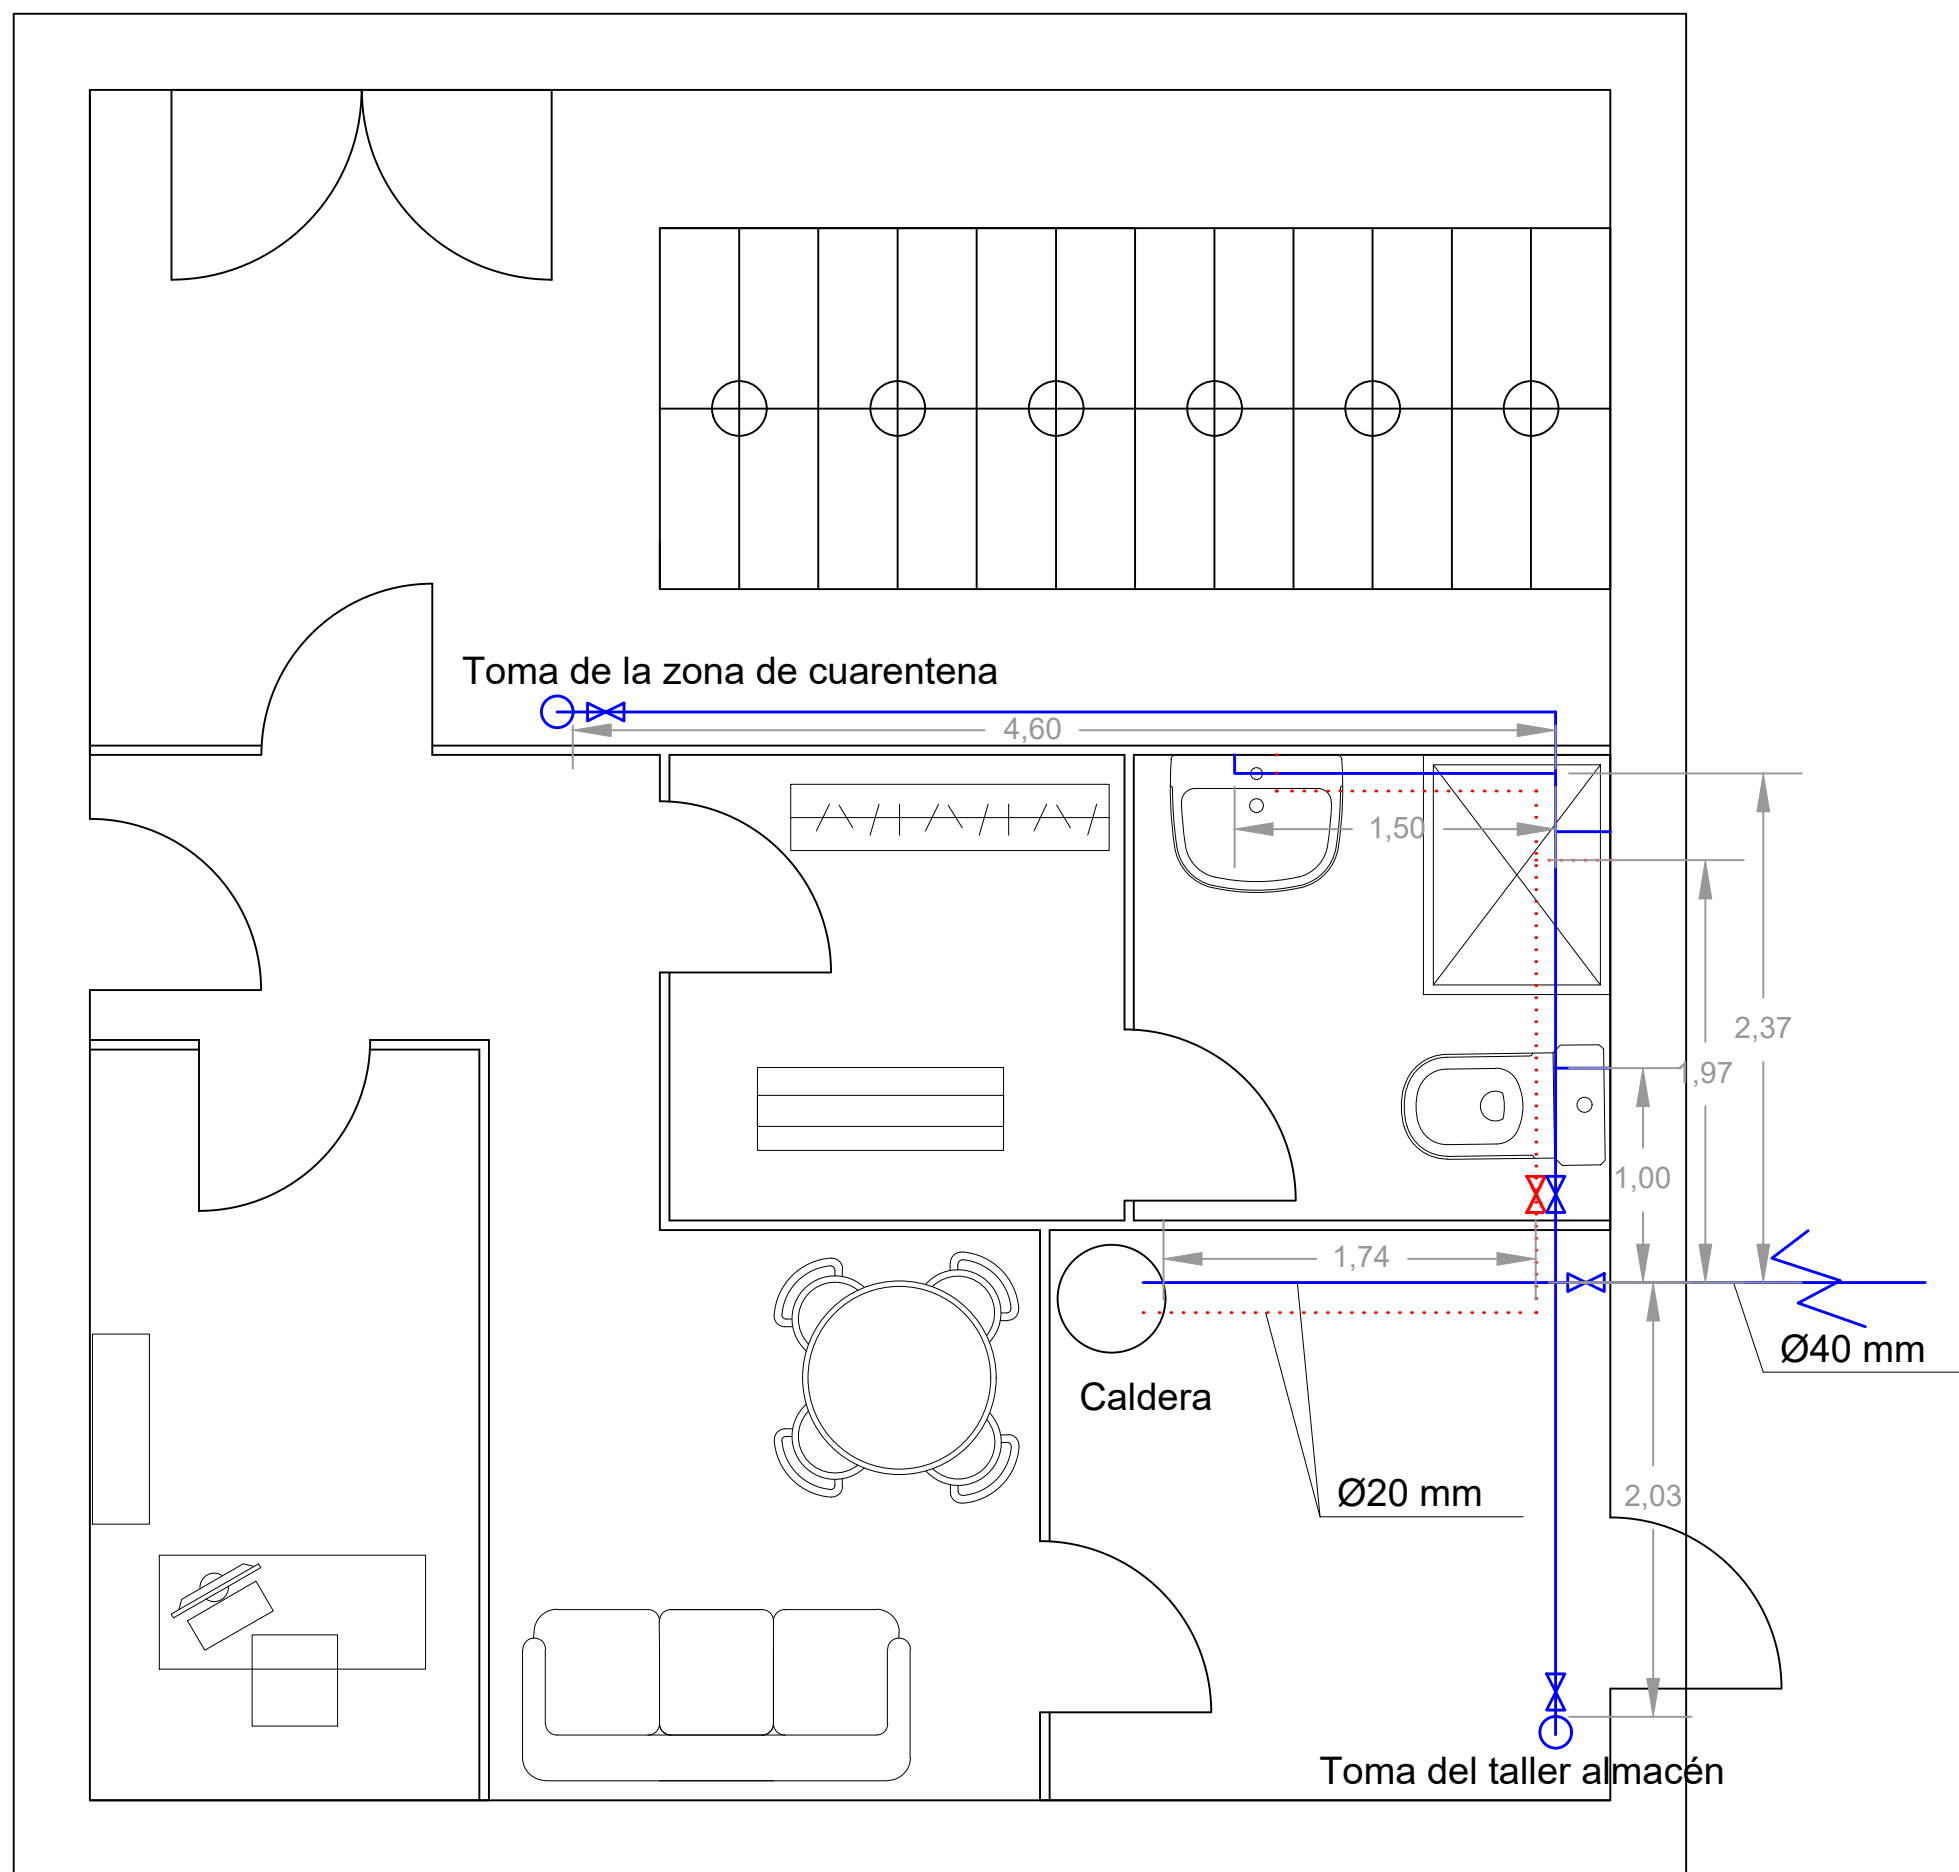 Toma de la zona de cuarentena
4,60
1,50
2,37
1,97
1,00
1,74
Ø40 mm
Caldera
Ø20 mm
2,03
Toma del taller almacén